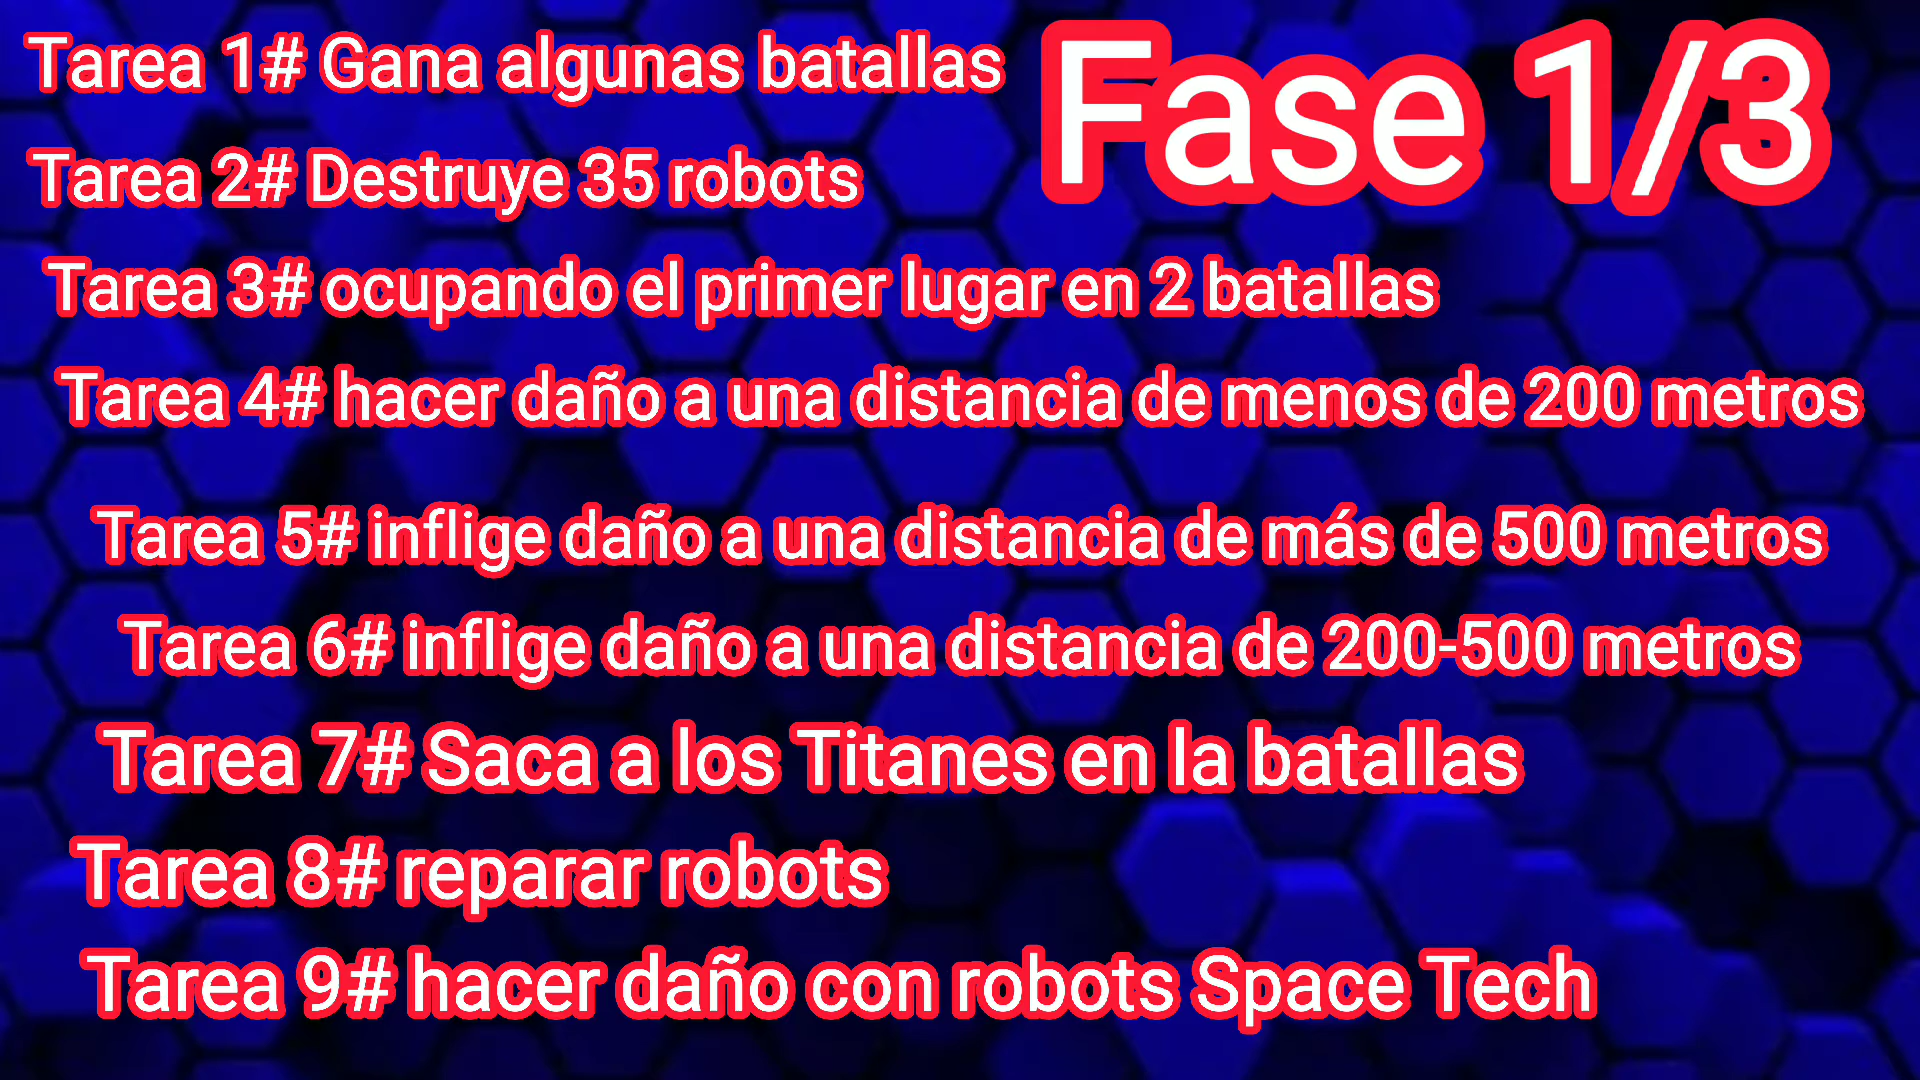 Tarea 1# Gana algunas batallas
Fase 1/3
Tarea 2# Destruye 35 robots
Tarea 3# ocupando el primer lugar en 2 batallas
Tarea 4# hacer daño a una distancia de menos de 200 metros
Tarea 5# inflige daño a una distancia de más de 500 metros
Tarea 6# inflige daño a una distancia de 200-500 metros
Tarea 7# Saca a los Titanes en la batallas
Tarea 8# reparar robots
Tarea 9# hacer daño con robots Space Tech